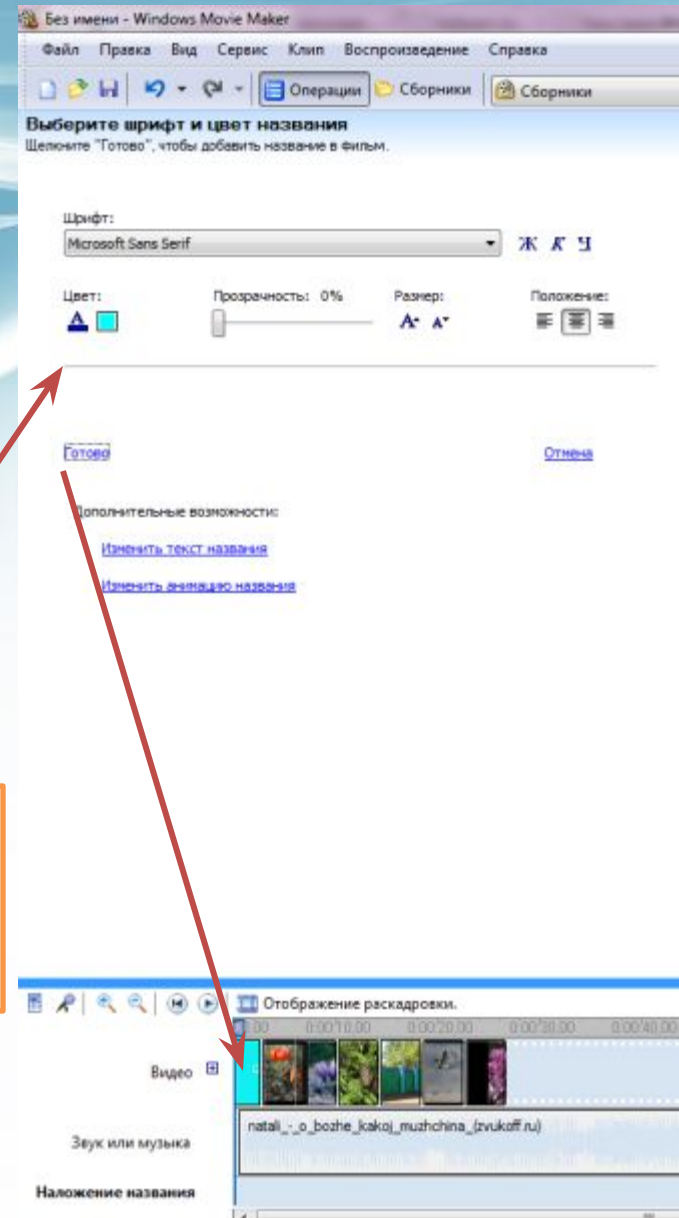 Без имени - Windows Movie Maker
Файл Правка Вид Сервис Клип Воспроизведение Справка
Операции Сборники Сборники
Выберите шрифт и цвет названия
Щелкните "Готово", чтобы добавить название в фильм.
Шрифт:
Microsoft Sans Serif Ж К Ч
Цвет: Прозрачность: 0% Размер: Положение:
Готово Отмена
Дополнительные возможности:
Изменить текст названия
Изменить анимацию названия
Отображение раскадровки.
0:00'10,00 0:00'20,00 0:00'30,00 0:00'40,00
Видео
natali_-_o_bozhe_kakoj_muzhchina_(zvukoff.ru)
Звук или музыка
Наложение названия